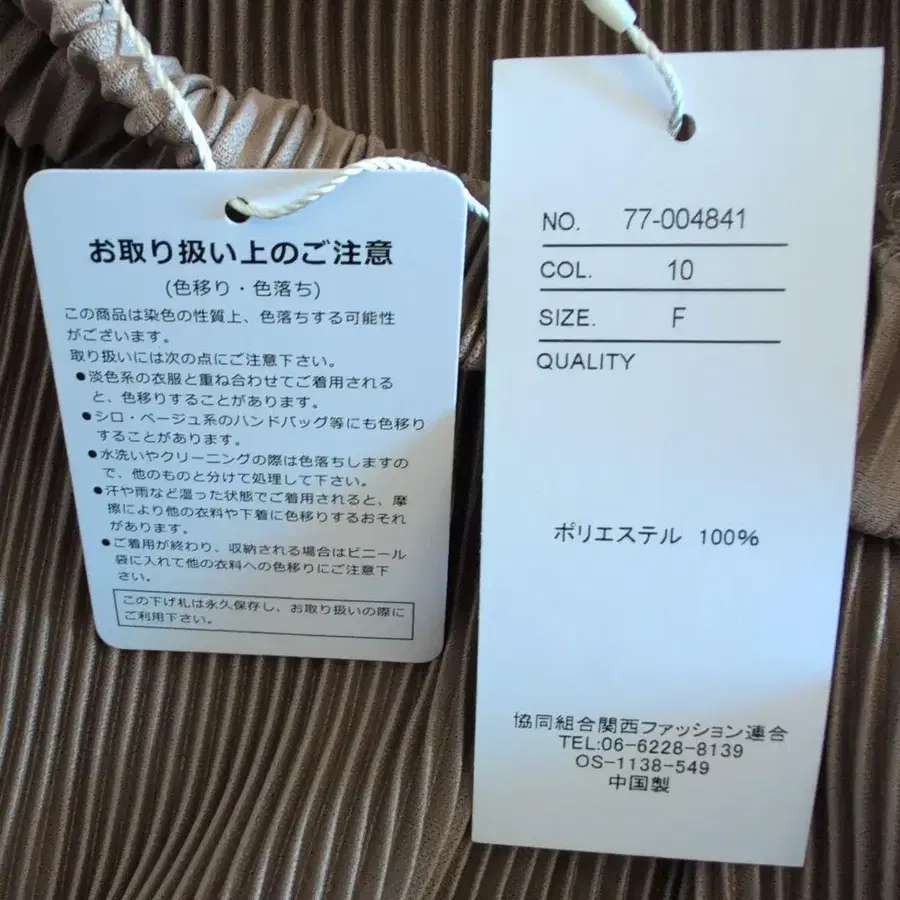 お取り扱い上のご注意
(色移り・色落ち)
この商品は染色の性質上、色落ちする可能性
がございます。
取り扱いには次の点にご注意下さい。
●淡色系の衣服と重ね合わせてご着用される
と、色移りすることがあります。
●シロ・ベージュ系のハンドバッグ等にも色移り
することがあります。
●水洗いやクリーニングの際は色落ちしますの
で、他のものと分けて処理して下さい。
●汗や雨など湿った状態でご着用されると、摩
擦により他の衣料や下着に色移りするおそれ
があります。
●ご着用が終わり、収納される場合はビニール
袋に入れて他の衣料への色移りにご注意下
さい。
この下げ札は永久保存し、お取り扱いの際に
ご利用下さい。
NO. 77-004841
COL. 10
SIZE. F
QUALITY
ポリエステル 100%
協同組合関西ファッション連合
TEL:06-6228-8139
OS-1138-549
中国製